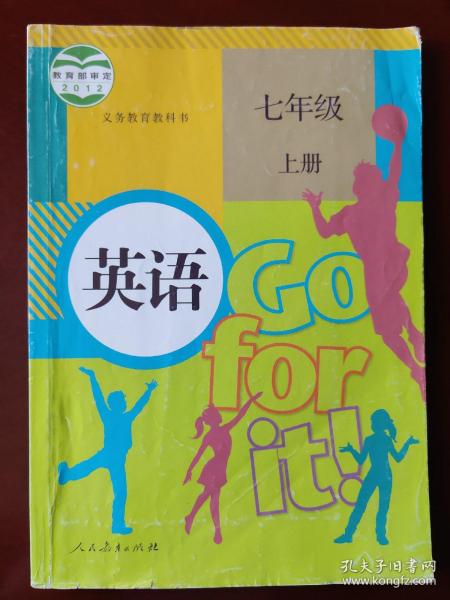 教育部审定
2012
义务教育教科书
七年级
上册
英语
Go
for
it!
人民教育出版社
孔夫子旧书网
kongfz.com